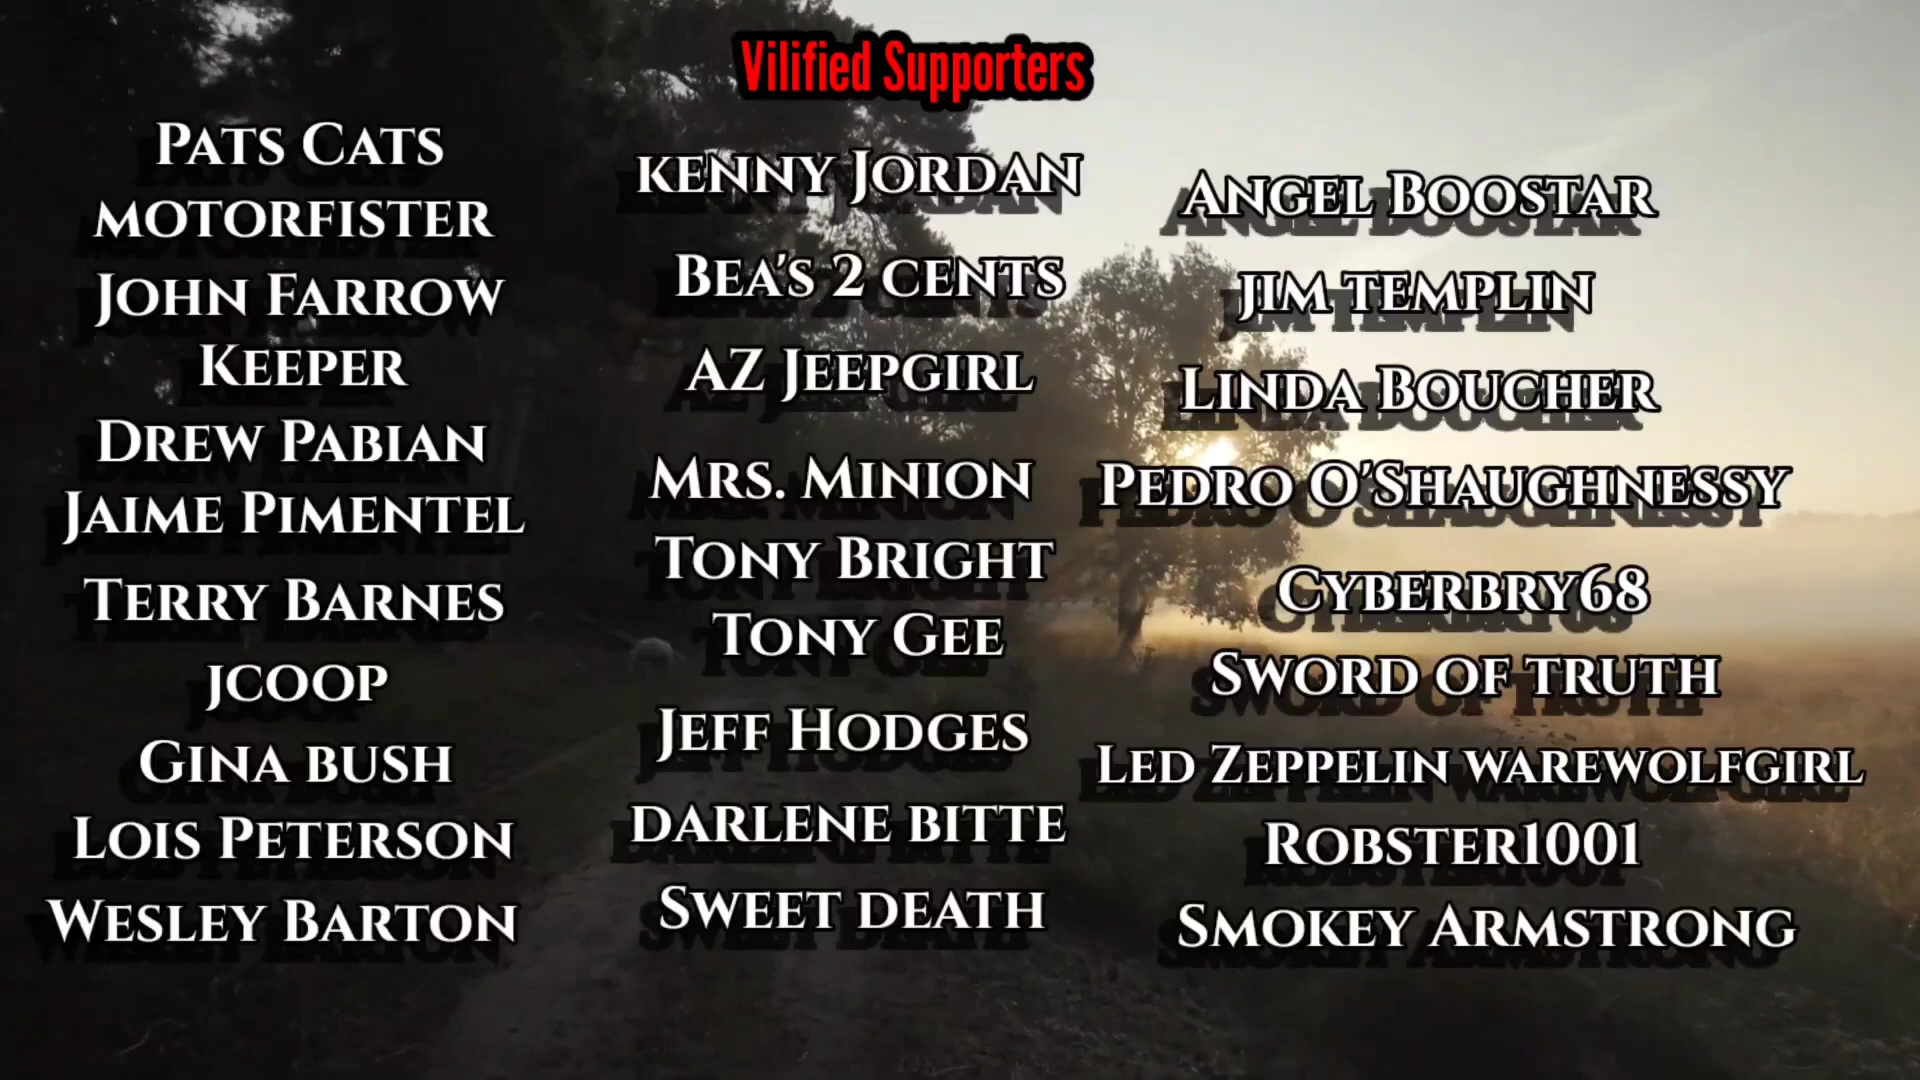 Vilified Supporters
Pats Cats
motorfister
John Farrow
Keeper
Drew Pabian
Jaime Pimentel
Terry Barnes
jcoop
Gina bush
Lois Peterson
Wesley Barton
kenny Jordan
Bea's 2 cents
AZ Jeepgirl
Mrs. Minion
Tony Bright
Tony Gee
Jeff Hodges
darlene bitte
Sweet death
Angel Boostar
jim templin
Linda Boucher
Pedro O'Shaughnessy
Cyberbry68
Sword of truth
Led Zeppelin warewolfgirl
Robster1001
Smokey Armstrong